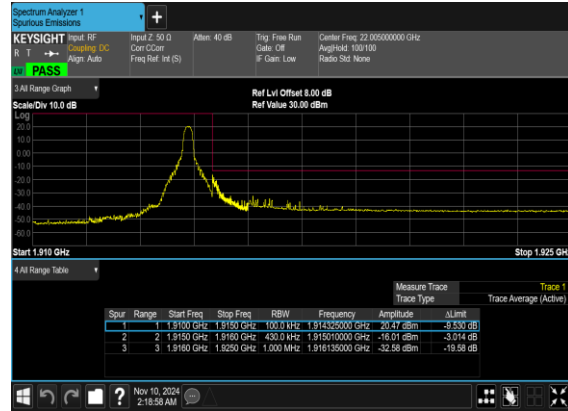 Spectrum Analyzer 1
Spurious Emissions
KEYSIGHT Input: RF Input Z: 50 Ω Atten: 40 dB Trig: Free Run Center Freq: 22.005000000 GHz
R T Coupling: DC Corr CCorr Gate: Off Avg|Hold: 100/100
Align: Auto Freq Ref: Int (S) IF Gain: Low Radio Std: None
PASS
3 All Range Graph
Ref Lvl Offset 8.00 dB
Scale/Div 10.0 dB Ref Value 30.00 dBm
Log
20.0
10.0
0.00
-10.0
-20.0
-30.0
-40.0
-50.0
-60.0
Start 1.910 GHz Stop 1.925 GHz
4 All Range Table
Measure Trace Trace 1
Trace Type Trace Average (Active)
Spur Range Start Freq Stop Freq RBW Frequency Amplitude ΔLimit
1 1 1.9100 GHz 1.9150 GHz 100.0 kHz 1.914325000 GHz 20.47 dBm -9.530 dB
2 2 1.9150 GHz 1.9160 GHz 430.0 kHz 1.915010000 GHz -16.01 dBm -3.014 dB
3 3 1.9160 GHz 1.9250 GHz 1.000 MHz 1.916135000 GHz -32.58 dBm -19.58 dB
? Nov 10, 2024
2:18:58 AM